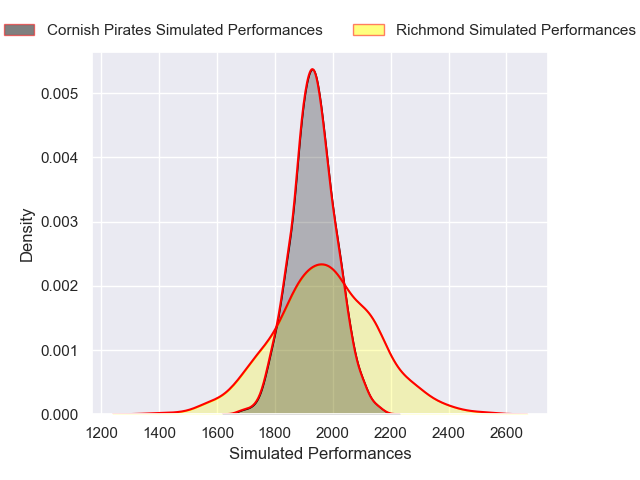 Cornish Pirates Simulated Performances
Richmond Simulated Performances
Density
0.005
0.004
0.003
0.002
0.001
0.000
1200 1400 1600 1800 2000 2200 2400 2600
Simulated Performances